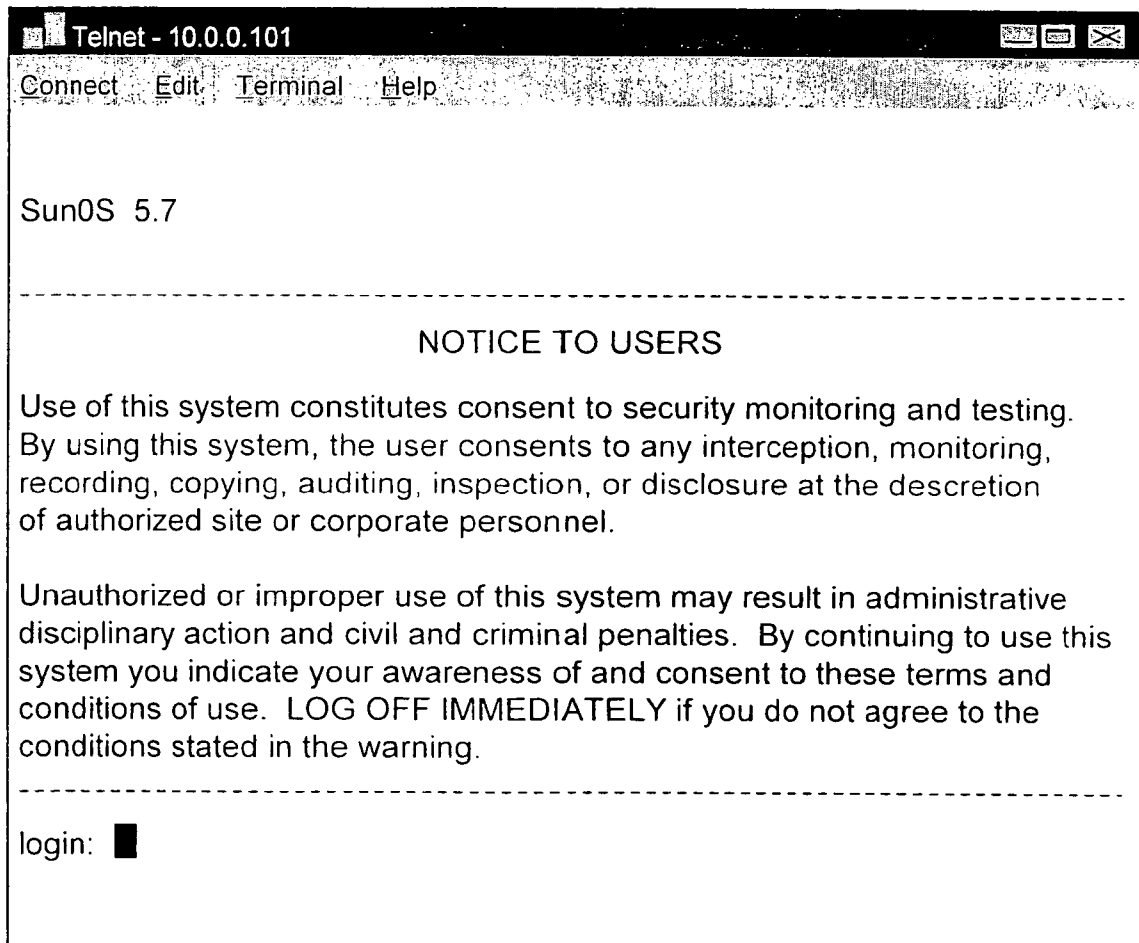 Telnet - 10.0.0.101
Connect Edit Terminal Help
Sun0S 5.7
NOTICE TO USERS
Use of this system constitutes consent to security monitoring and testing.
By using this system, the user consents to any interception, monitoring,
recording, copying, auditing, inspection, or disclosure at the descretion
of authorized site or corporate personnel.
Unauthorized or improper use of this system may result in administrative
disciplinary action and civil and criminal penalties. By continuing to use this
system you indicate your awareness of and consent to these terms and
conditions of use. LOG OFF IMMEDIATELY if you do not agree to the
conditions stated in the warning.
login: